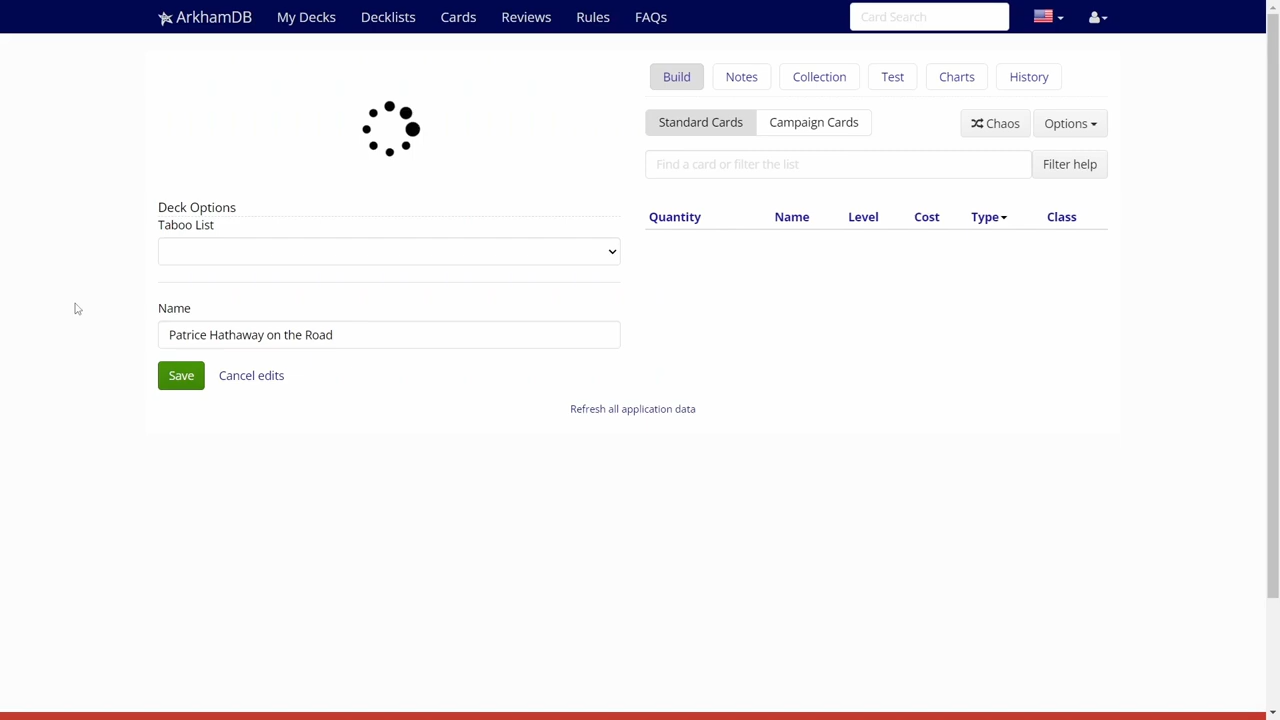 ArkhamDB My Decks Decklists Cards Reviews Rules FAQs Card Search
Build Notes Collection Test Charts History
Standard Cards Campaign Cards Chaos Options
Find a card or filter the list Filter help
Deck Options
Taboo List
Quantity Name Level Cost Type Class
Name
Patrice Hathaway on the Road
Save Cancel edits
Refresh all application data